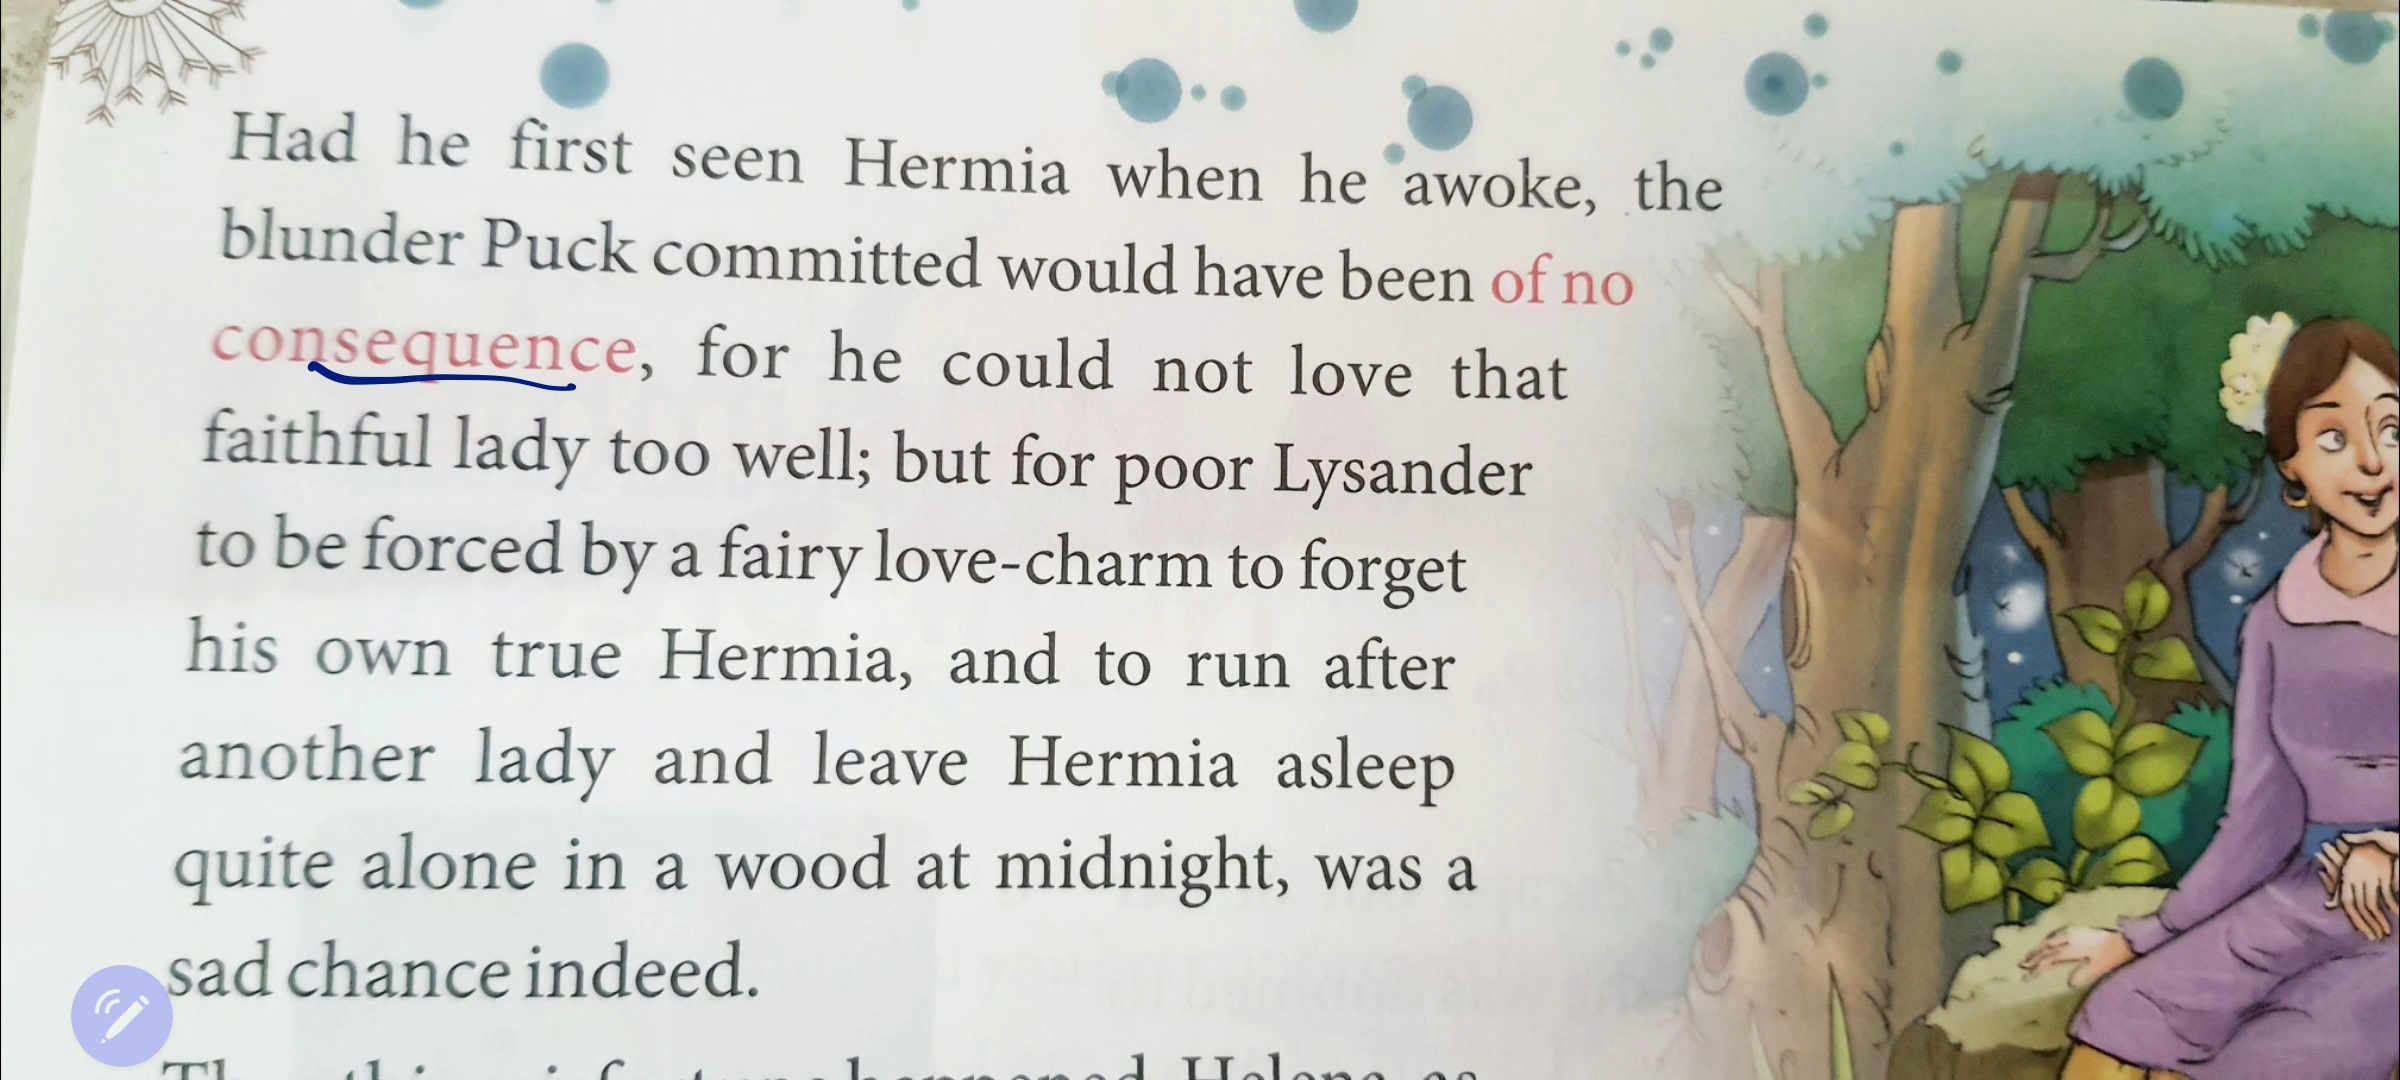 Had he first seen Hermia when he awoke, the
blunder Puck committed would have been of no
consequence, for he could not love that
faithful lady too well; but for poor Lysander
to be forced by a fairy love-charm to forget
his own true Hermia, and to run after
another lady and leave Hermia asleep
quite alone in a wood at midnight, was a
sad chance indeed.